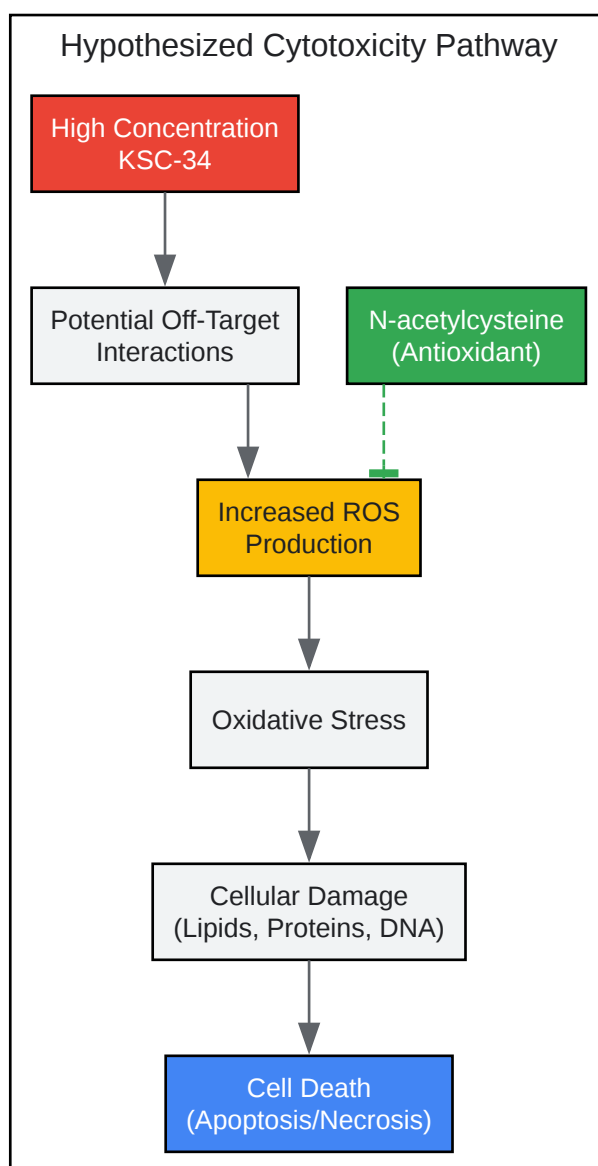 Hypothesized Cytotoxicity Pathway
High Concentration
KSC-34
Potential Off-Target
Interactions
N-acetylcysteine
(Antioxidant)
Increased ROS
Production
Oxidative Stress
Cellular Damage
(Lipids, Proteins, DNA)
Cell Death
(Apoptosis/Necrosis)